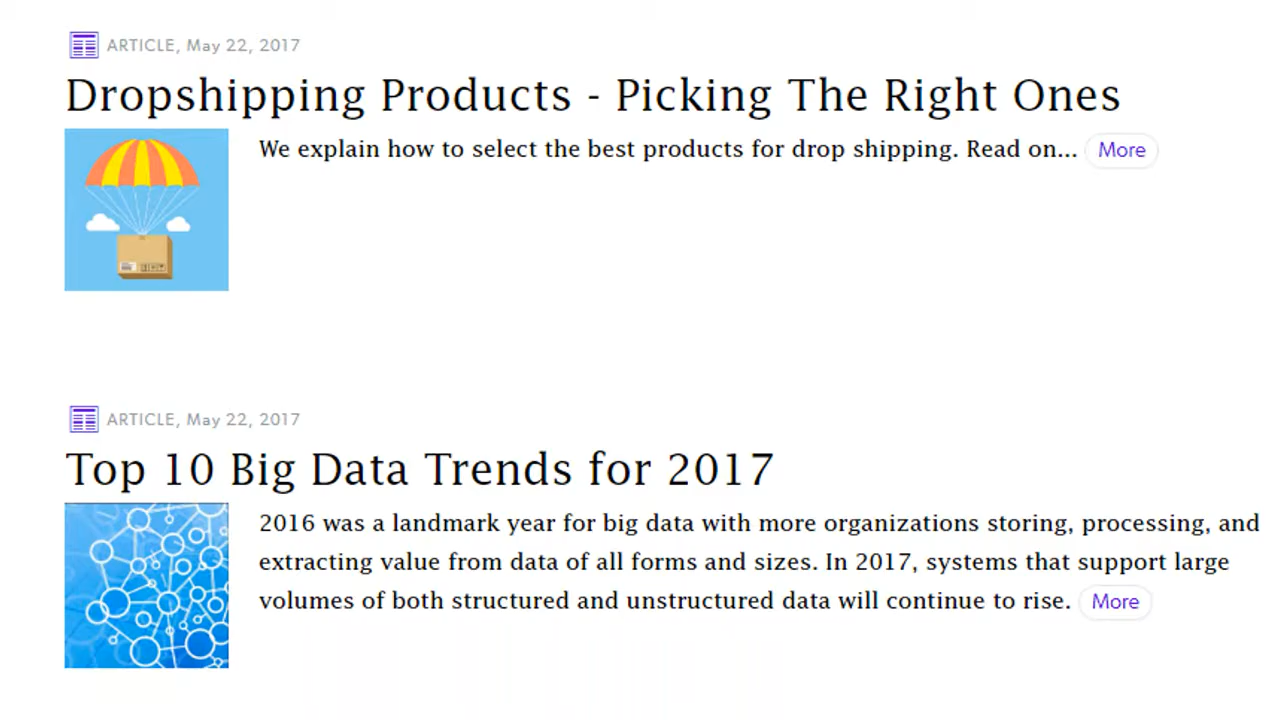 ARTICLE, May 22, 2017
Dropshipping Products - Picking The Right Ones
We explain how to select the best products for drop shipping. Read on... More
ARTICLE, May 22, 2017
Top 10 Big Data Trends for 2017
2016 was a landmark year for big data with more organizations storing, processing, and
extracting value from data of all forms and sizes. In 2017, systems that support large
volumes of both structured and unstructured data will continue to rise. More